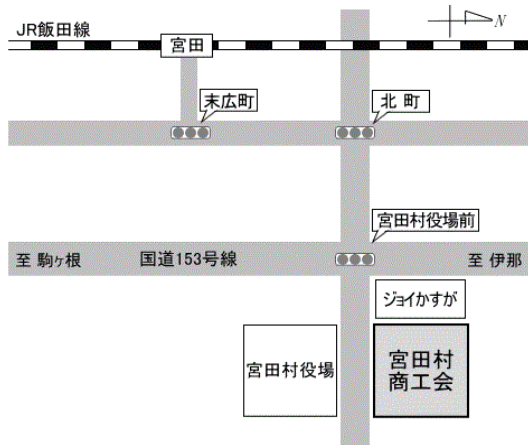 N
JR飯田線
宮田
末広町
北町
宮田村役場前
至 駒ヶ根
国道153号線
至 伊那
ジョイかすが
宮田村役場
宮田村
商工会